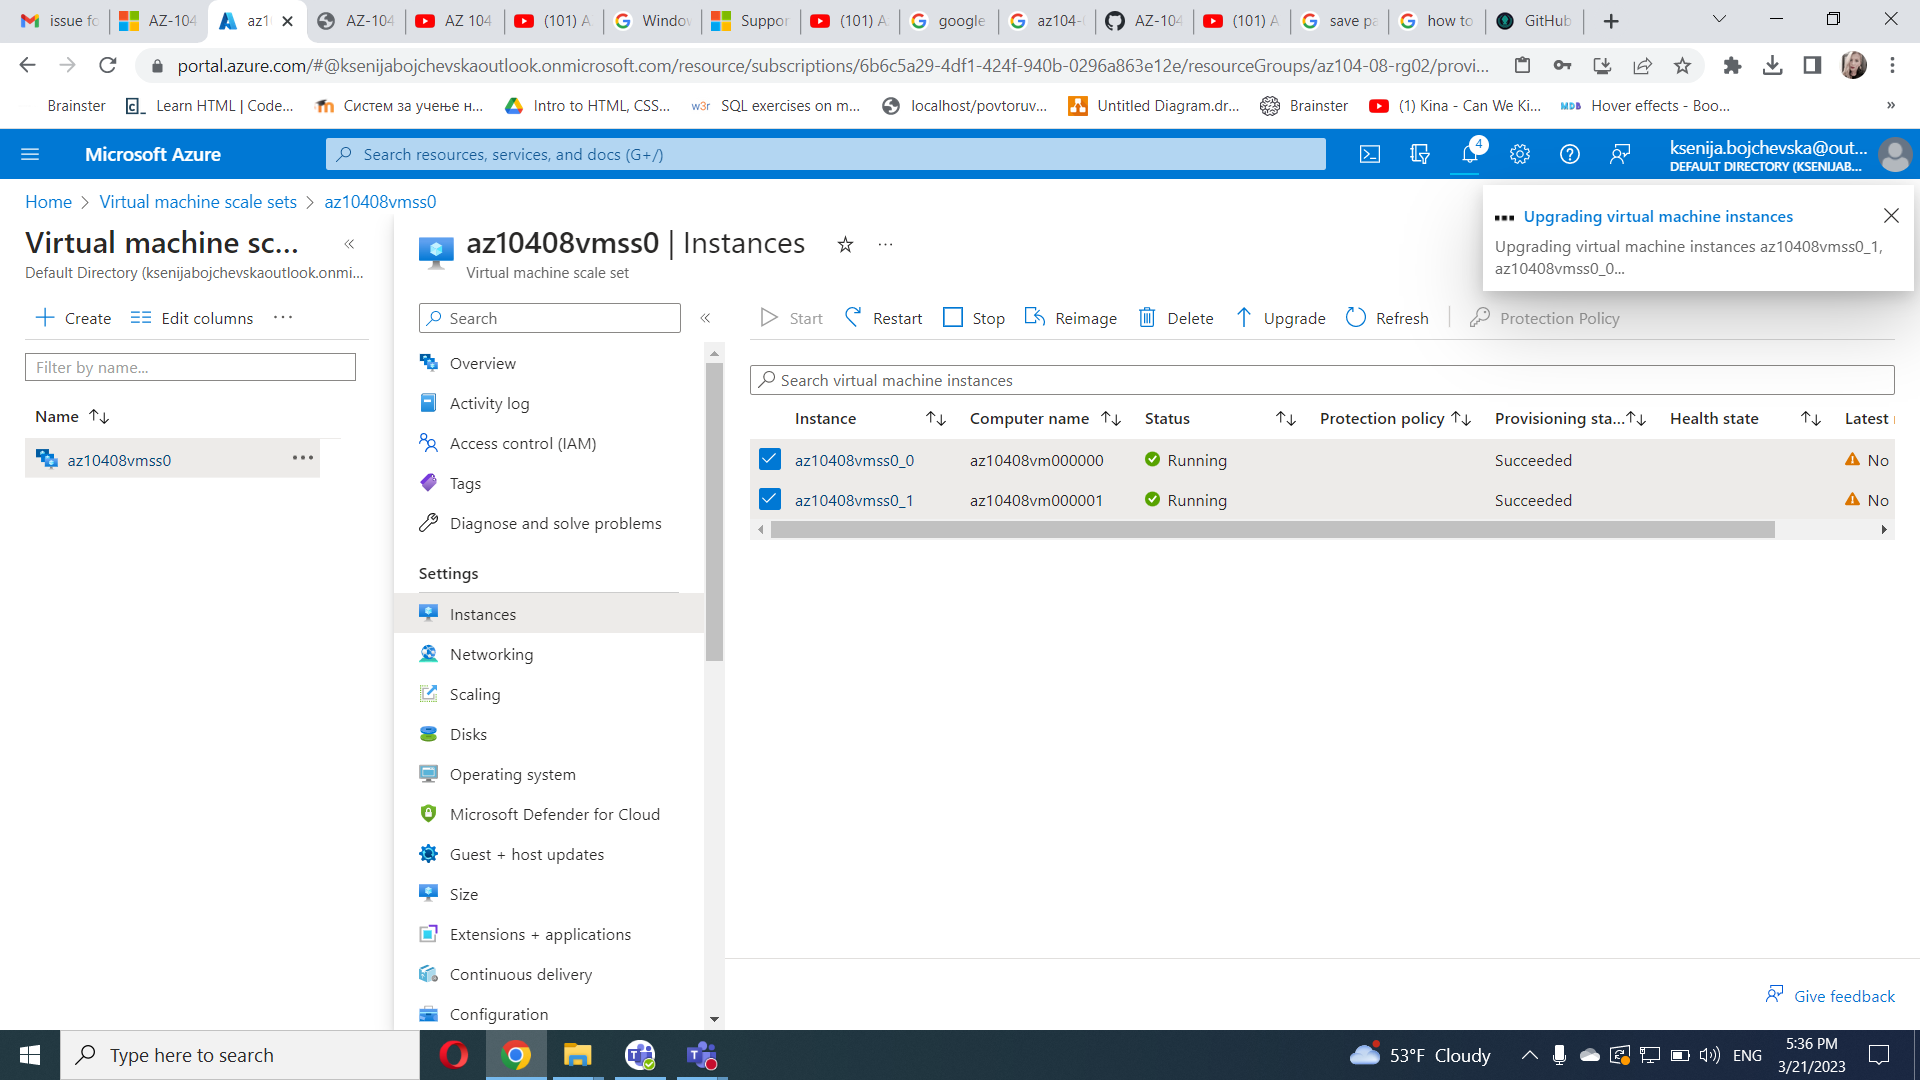 issue fo
AZ-104
az1
AZ-104
AZ 104
(101) A
Window
Suppor
(101) A
google
az104-
AZ-104
(101) A
save pa
how to
GitHub
portal.azure.com/#@ksenijabojchevskaoutlook.onmicrosoft.com/resource/subscriptions/6b6c5a29-4df1-424f-940b-0296a863e12e/resourceGroups/az104-08-rg02/provi...
Brainster
Learn HTML | Code...
Систем за учење н...
Intro to HTML, CSS...
w3r SQL exercises on m...
localhost/povtoruv...
Untitled Diagram.dr...
Brainster
(1) Kina - Can We Ki...
MDB Hover effects - Boo...
»
Microsoft Azure
Search resources, services, and docs (G+/)
4
ksenija.bojchevska@out...
DEFAULT DIRECTORY (KSENIJAB...
Home > Virtual machine scale sets > az10408vmss0
Upgrading virtual machine instances
Upgrading virtual machine instances az10408vmss0_1,
az10408vmss0_0...
Virtual machine sc...
Default Directory (ksenijabojchevskaoutlook.onmi...
Create
Edit columns
Filter by name...
Name
az10408vmss0
az10408vmss0 | Instances
Virtual machine scale set
Search
Overview
Activity log
Access control (IAM)
Tags
Diagnose and solve problems
Settings
Instances
Networking
Scaling
Disks
Operating system
Microsoft Defender for Cloud
Guest + host updates
Size
Extensions + applications
Continuous delivery
Configuration
Start
Restart
Stop
Reimage
Delete
Upgrade
Refresh
Protection Policy
Search virtual machine instances
Instance Computer name Status Protection policy Provisioning sta... Health state Latest
az10408vmss0_0 az10408vm000000 Running Succeeded No
az10408vmss0_1 az10408vm000001 Running Succeeded No
Give feedback
Type here to search
53°F Cloudy
ENG
5:36 PM
3/21/2023